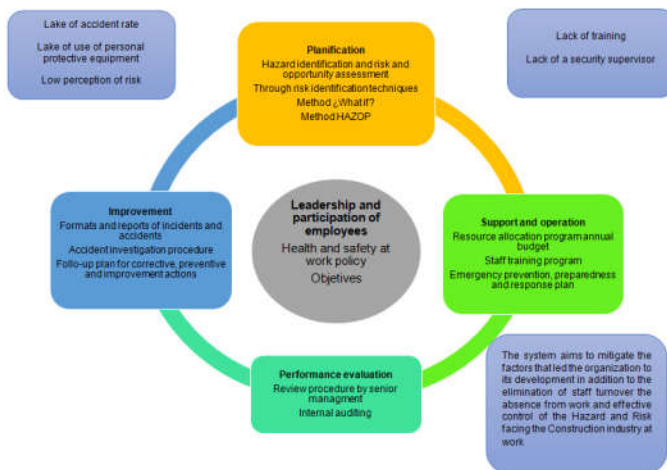 Lake of accident rate
Lake of use of personal
protective equipment
Low perception of risk
Planification
Hazard identification and risk and
opportunity assessment
Through risk identification techniques
Method ¿What if?
Method HAZOP
Lack of training
Lack of a security supervisor
Improvement
Formats and reports of incidents and
accidents
Accident investigation procedure
Follo-up plan for corrective, preventive
and improvement actions
Leadership and
participation of
employees
Health and safety at
work policy
Objetives
Support and operation
Resource allocation program annual
budget
Staff training program
Emergency prevention, preparedness
and response plan
Performance evaluation
Review procedure by senior
managment
Internal auditing
The system aims to mitigate the
factors that led the organization to
its development in addition to the
elimination of staff turnover the
absence from work and effective
control of the Hazard and Risk
facing the Construction industry at
work